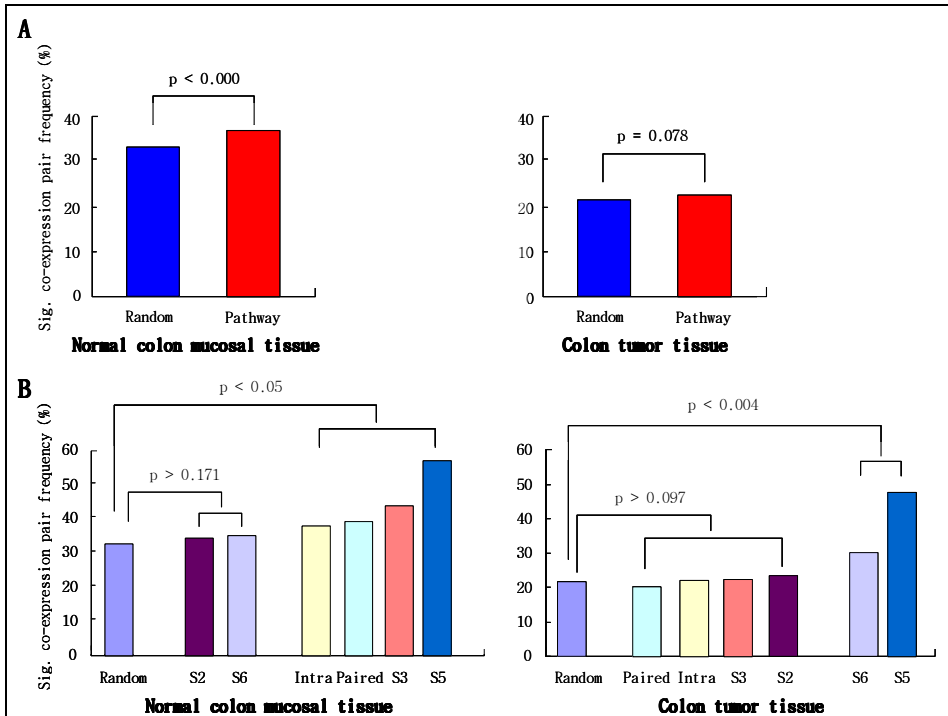 A
Sig. co-expression pair frequency (%)
p < 0.000
40
30
20
10
0
Random Pathway
Normal colon mucosal tissue
p = 0.078
40
30
20
10
0
Random Pathway
Colon tumor tissue
B
Sig. co-expression pair frequency (%)
p < 0.05
p > 0.171
60
50
40
30
20
10
0
Random S2 S6 Intra Paired S3 S5
Normal colon mucosal tissue
p < 0.004
p > 0.097
60
50
40
30
20
10
0
Random Paired Intra S3 S2 S6 S5
Colon tumor tissue